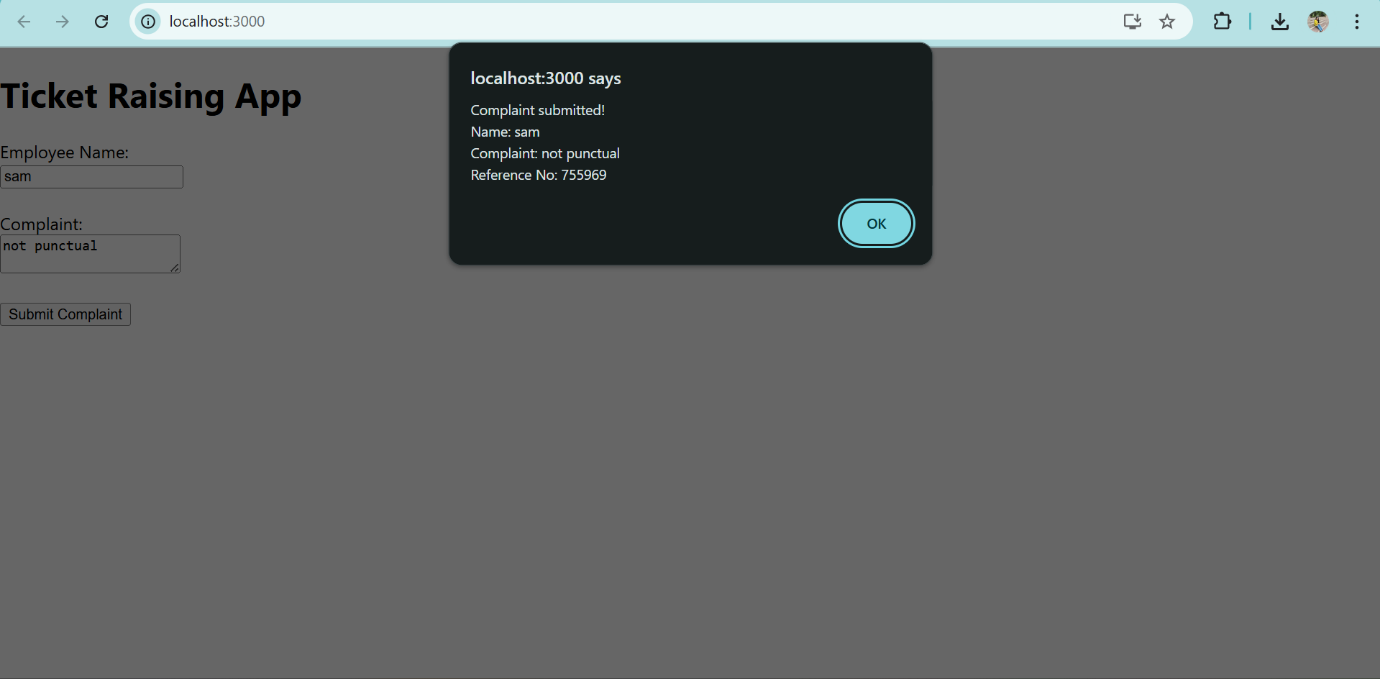 localhost:3000
localhost:3000 says
Complaint submitted!
Name: sam
Complaint: not punctual
Reference No: 755969
OK
Ticket Raising App
Employee Name:
sam
Complaint:
not punctual
Submit Complaint